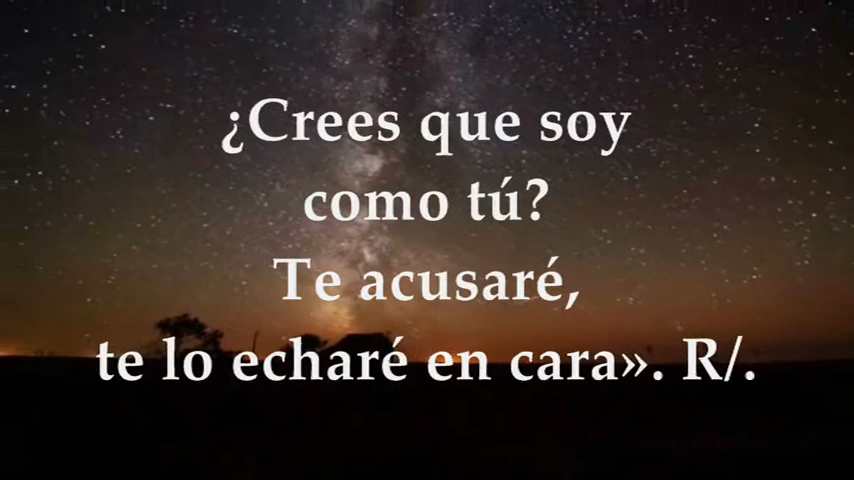 ¿Crees que soy
como tú?
Te acusaré,
te lo echaré en cara». R/.